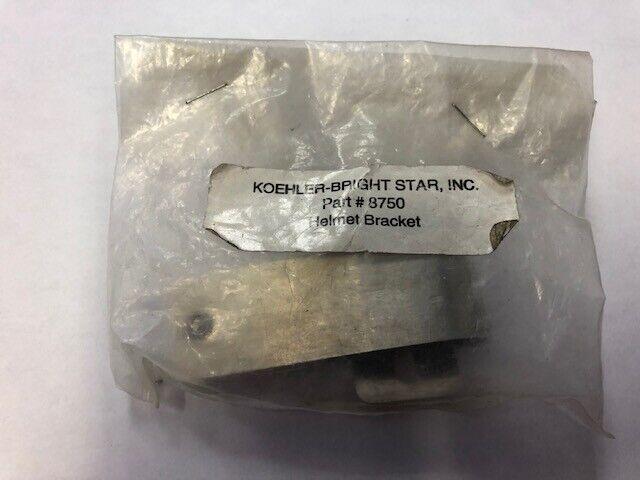 KOEHLER-BRIGHT STAR, INC.
Part # 8750
Helmet Bracket